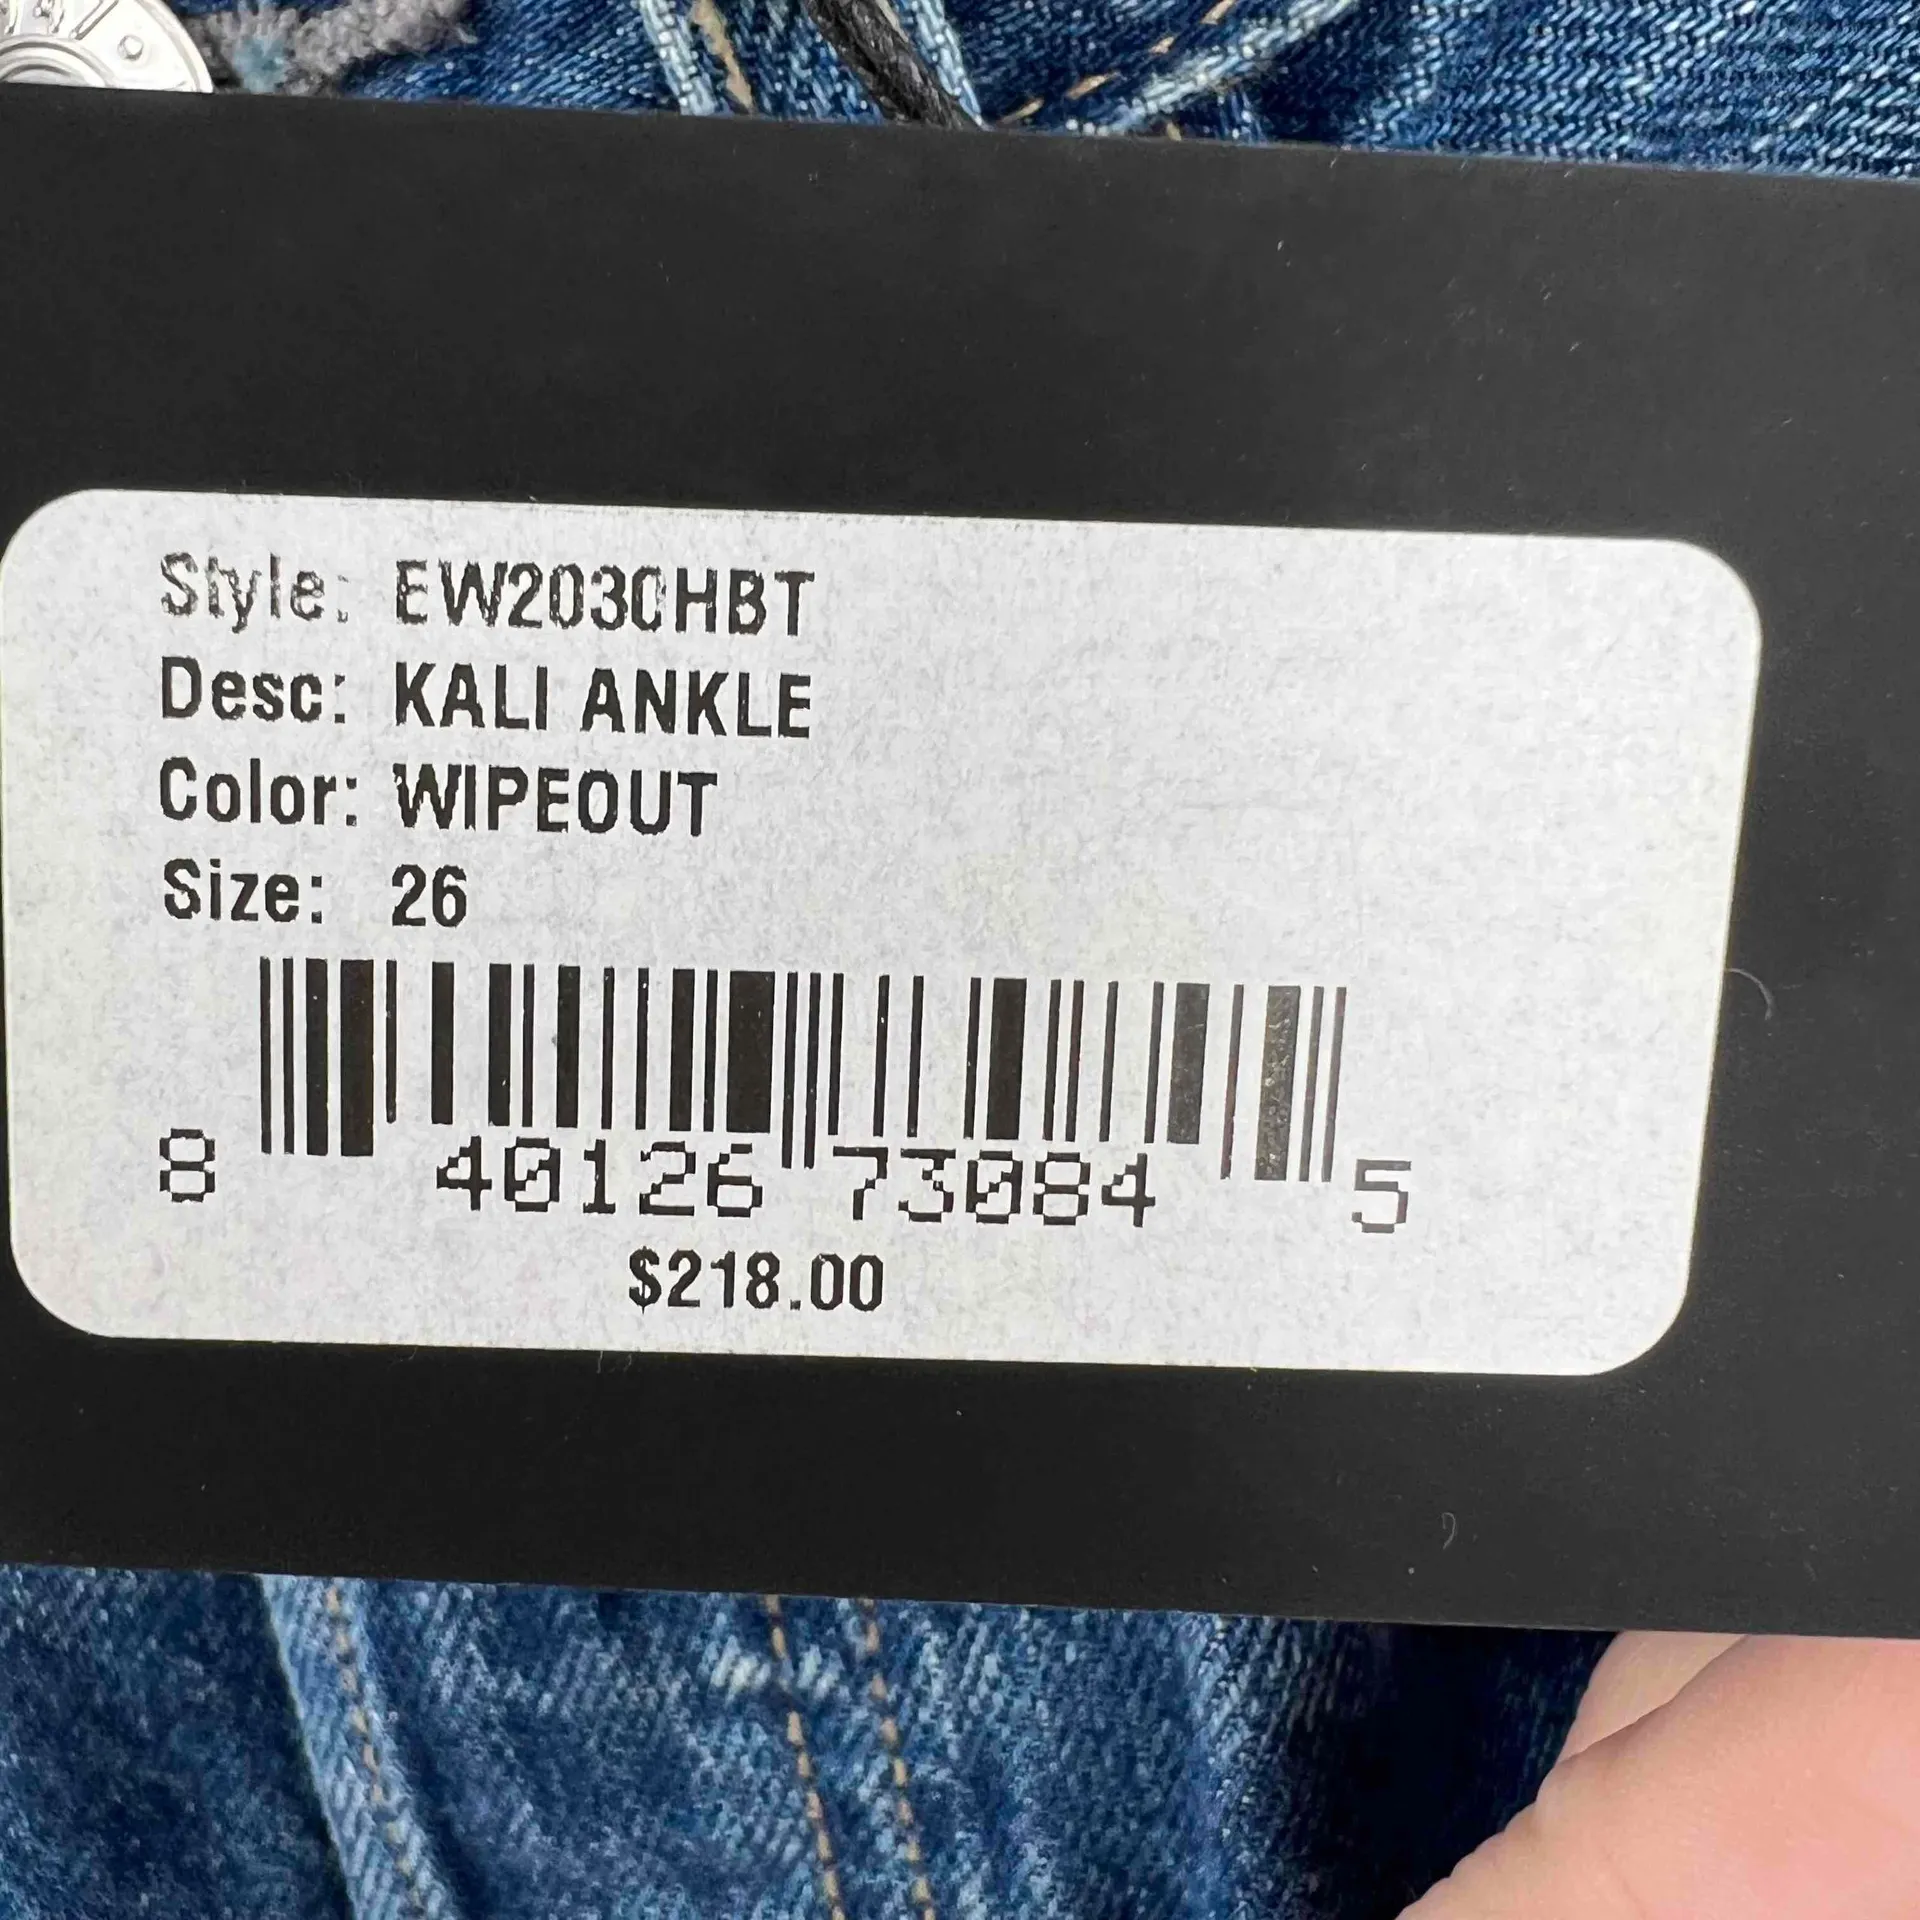 Style: EW2030HBT
Desc: KALI ANKLE
Color: WIPEOUT
Size: 26
8 40126 73084 5
$218.00